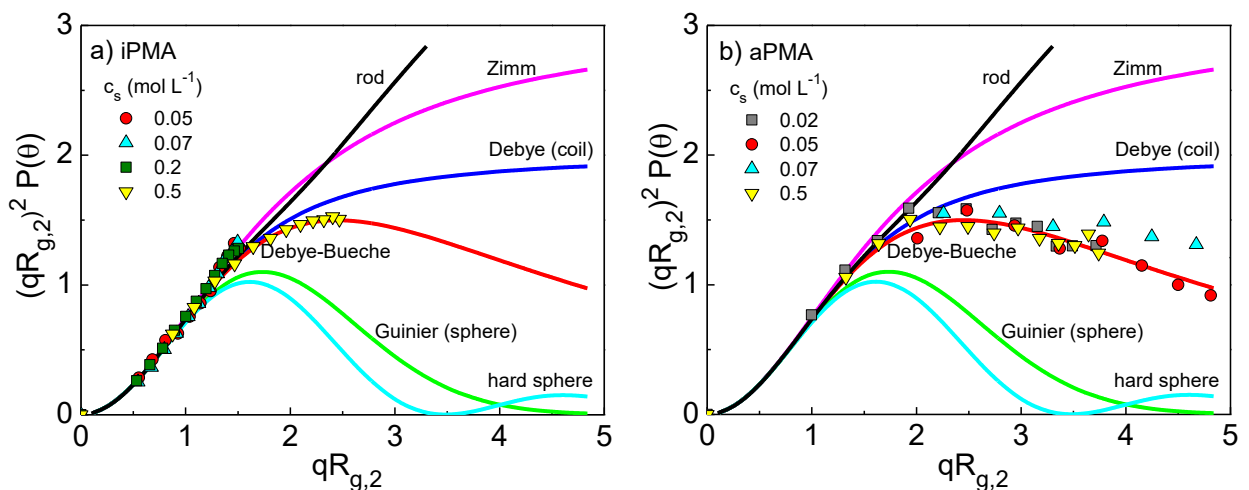 a) iPMA
c_s (mol L^-1)
0.05
0.07
0.2
0.5
rod
Zimm
Debye (coil)
Debye-Bueche
Guinier (sphere)
hard sphere
(qR_g,2)^2 P(θ)
3
2
1
0
0 1 2 3 4 5
qR_g,2
b) aPMA
c_s (mol L^-1)
0.02
0.05
0.07
0.5
rod
Zimm
Debye (coil)
Debye-Bueche
Guinier (sphere)
hard sphere
(qR_g,2)^2 P(θ)
3
2
1
0
0 1 2 3 4 5
qR_g,2